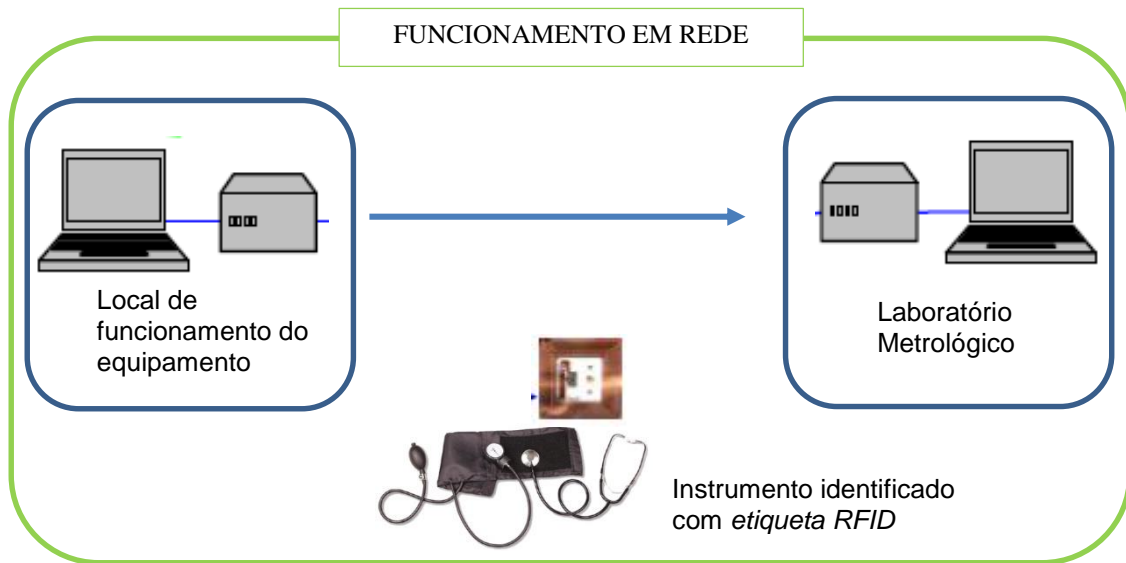 FUNCIONAMENTO EM REDE
Local de
funcionamento do
equipamento
Laboratório
Metrológico
Instrumento identificado
com etiqueta RFID